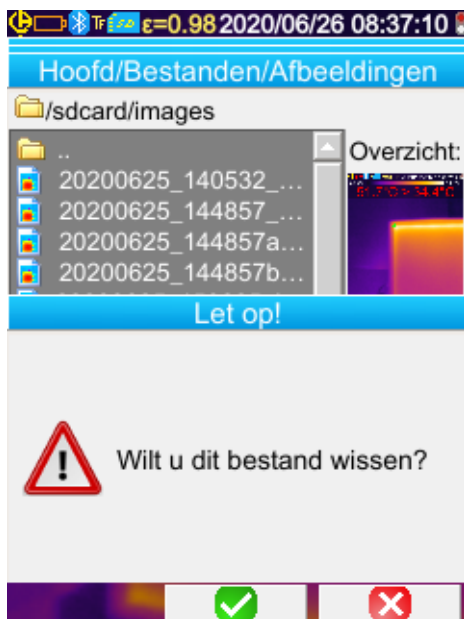 TF ε=0.98 2020/06/26 08:37:10
Hoofd/Bestanden/Afbeeldingen
/sdcard/images
..
Overzicht:
20200625_140532_...
20200625_144857_...
20200625_144857a...
20200625_144857b...
Let op!
Wilt u dit bestand wissen?